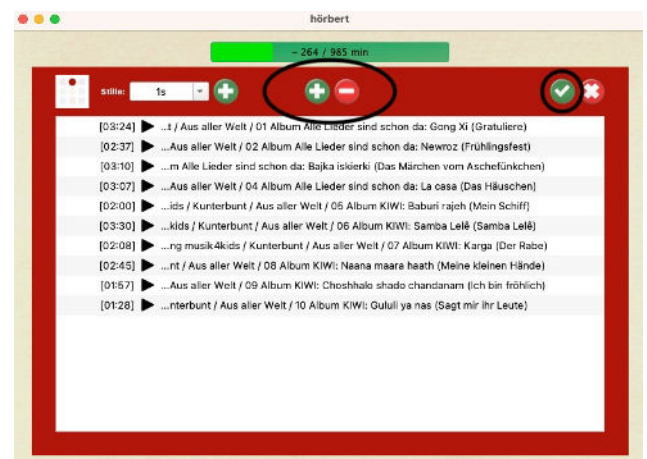 hörbert
~ 264 / 985 min
Stille: 1s
[03:24] ...t / Aus aller Welt / 01 Album Alle Lieder sind schon da: Gong Xi (Gratuliere)
[02:37] ...Aus aller Welt / 02 Album Alle Lieder sind schon da: Newroz (Frühlingsfest)
[03:10] ...m Alle Lieder sind schon da: Bajka iskierki (Das Märchen vom Aschefünkchen)
[03:07] ...Aus aller Welt / 04 Album Alle Lieder sind schon da: La casa (Das Häuschen)
[02:00] ...ids / Kunterbunt / Aus aller Welt / 05 Album KIWI: Baburi rajeh (Mein Schiff)
[03:30] ...kids / Kunterbunt / Aus aller Welt / 06 Album KIWI: Samba Lelê (Samba Lelê)
[02:08] ...ng musik4kids / Kunterbunt / Aus aller Welt / 07 Album KIWI: Karga (Der Rabe)
[02:45] ...nt / Aus aller Welt / 08 Album KIWI: Naana maara haath (Meine kleinen Hände)
[01:57] ...Aus aller Welt / 09 Album KIWI: Choshhalo shado chandanam (Ich bin fröhlich)
[01:28] ...nterbunt / Aus aller Welt / 10 Album KIWI: Gululi ya nas (Sagt mir ihr Leute)